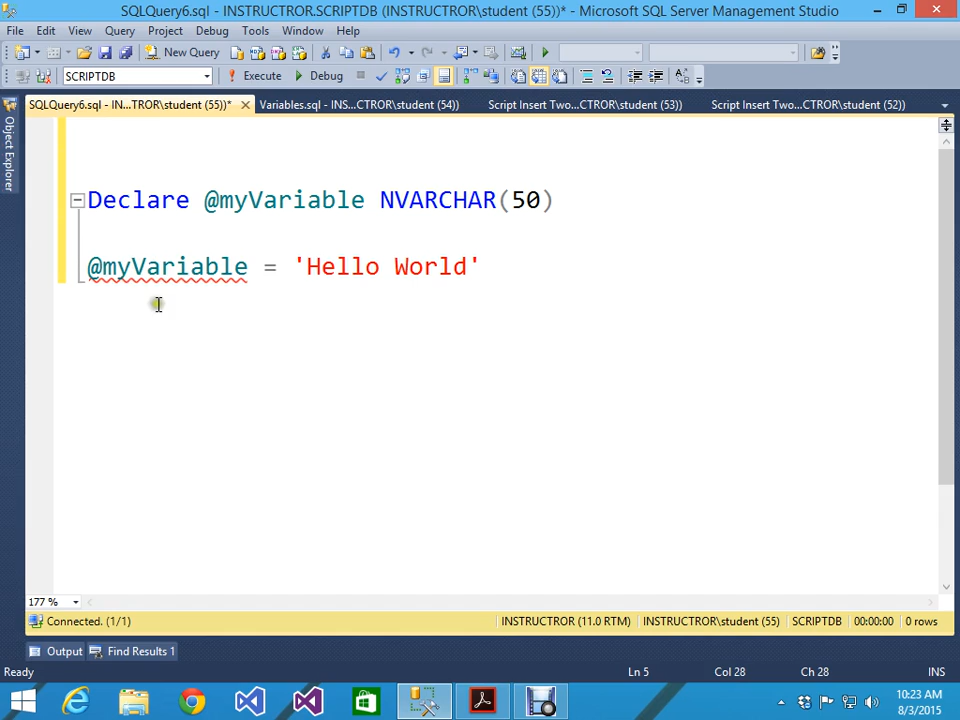 SQLQuery6.sql - INSTRUCTOR.SCRIPTDB (INSTRUCTOR\student (55))* - Microsoft SQL Server Management Studio
File Edit View Query Project Debug Tools Window Help
New Query
SCRIPTDB ! Execute Debug
SQLQuery6.sql - IN...TROR\student (55))* Variables.sql - INS...CTROR\student (54)) Script Insert Two...CTROR\student (53)) Script Insert Two...CTROR\student (52))
Object Explorer
Declare @myVariable NVARCHAR(50)
@myVariable = 'Hello World'
177 %
Connected. (1/1) INSTRUCTROR (11.0 RTM) INSTRUCTROR\student (55) SCRIPTDB 00:00:00 0 rows
Output Find Results 1
Ready Ln 5 Col 28 Ch 28 INS
10:23 AM
8/3/2015